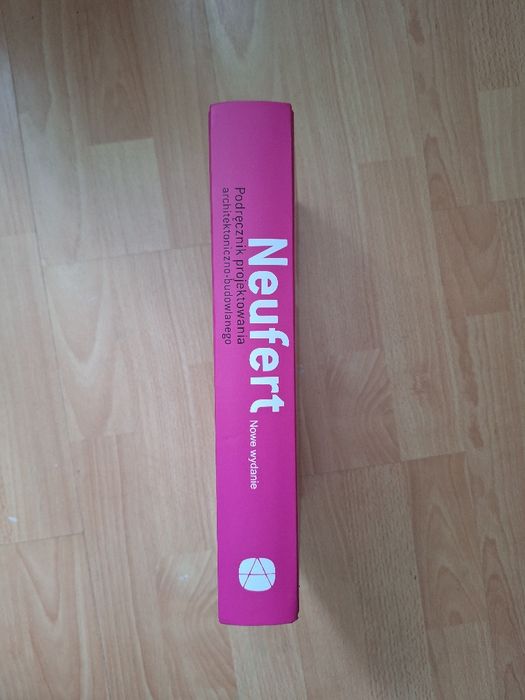 Neufert
Nowe wydanie
Podręcznik projektowania
architektoniczno-budowlanego